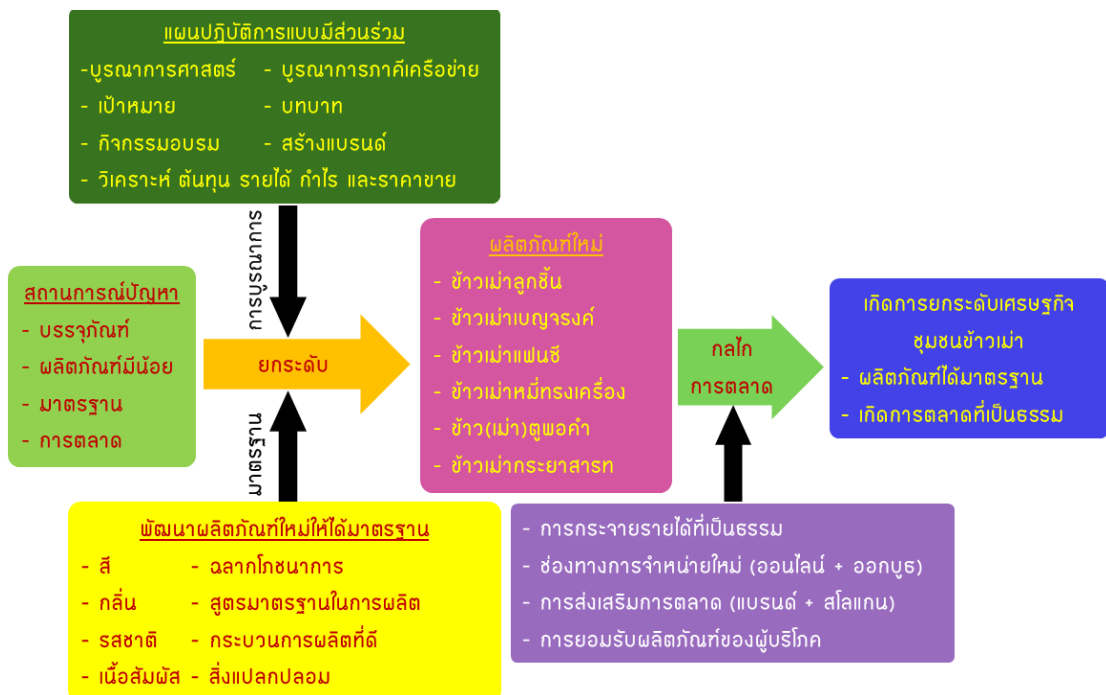 แผนปฏิบัติการแบบมีส่วนร่วม
-บูรณาการศาสตร์ - บูรณาการภาคีเครือข่าย
- เป้าหมาย - บทบาท
- กิจกรรมอบรม - สร้างแบรนด์
- วิเคราะห์ ต้นทุน รายได้ กำไร และราคาขาย
การบูรณาการ
สถานการณ์ปัญหา
- บรรจุภัณฑ์
- ผลิตภัณฑ์มีน้อย
- มาตรฐาน
- การตลาด
ยกระดับ
มาตรฐาน
พัฒนาผลิตภัณฑ์ใหม่ให้ได้มาตรฐาน
- สี - ฉลากโภชนาการ
- กลิ่น - สูตรมาตรฐานในการผลิต
- รสชาติ - กระบวนการผลิตที่ดี
- เนื้อสัมผัส - สิ่งแปลกปลอม
ผลิตภัณฑ์ใหม่
- ข้าวเม่าลูกชิ้น
- ข้าวเม่าเบญจรงค์
- ข้าวเม่าแฟนซี
- ข้าวเม่าหมี่ทรงเครื่อง
- ข้าว(เม่า)ตูพอคำ
- ข้าวเม่ากระยาสารท
กลไก
การตลาด
- การกระจายรายได้ที่เป็นธรรม
- ช่องทางการจำหน่ายใหม่ (ออนไลน์ + ออกบูธ)
- การส่งเสริมการตลาด (แบรนด์ + สโลแกน)
- การยอมรับผลิตภัณฑ์ของผู้บริโภค
เกิดการยกระดับเศรษฐกิจ
ชุมชนข้าวเม่า
- ผลิตภัณฑ์ได้มาตรฐาน
- เกิดการตลาดที่เป็นธรรม